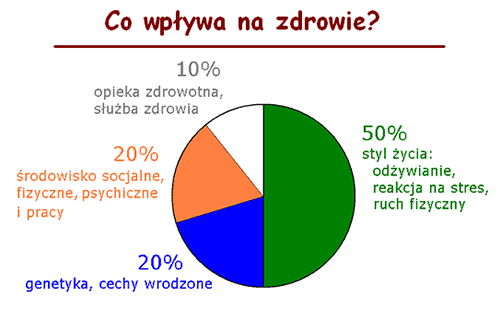 Co wpływa na zdrowie?
10%
opieka zdrowotna,
służba zdrowia
50%
styl życia:
odżywianie,
reakcja na stres,
ruch fizyczny
20%
środowisko socjalne,
fizyczne, psychiczne
i pracy
20%
genetyka, cechy wrodzone